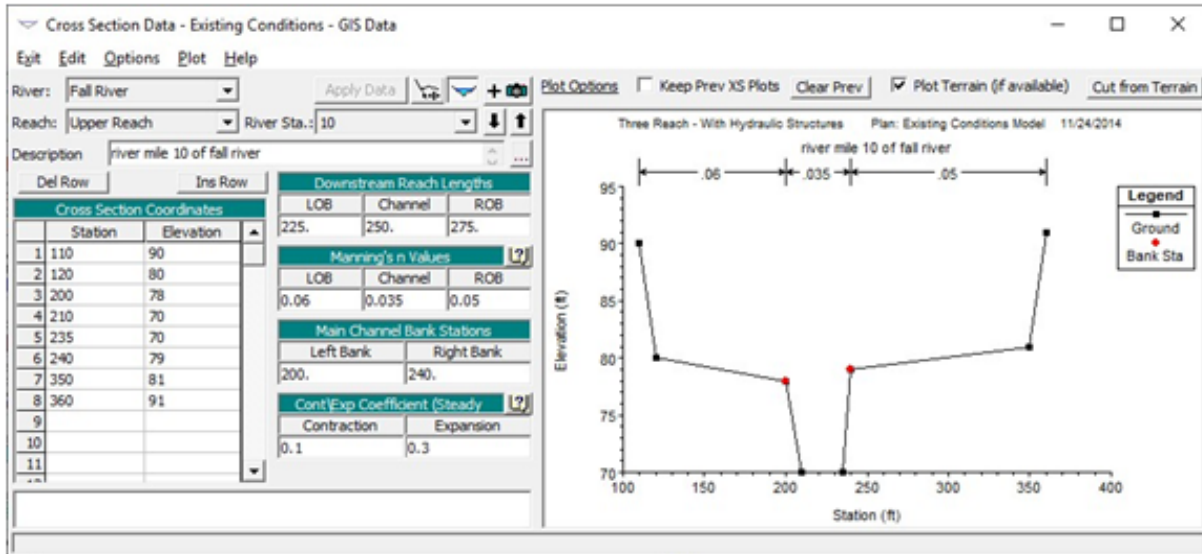 Cross Section Data - Existing Conditions - GIS Data
Exit Edit Options Plot Help
River: Fall River Apply Data
Reach: Upper Reach River Sta.: 10
Description river mile 10 of fall river ...
Del Row Ins Row
Cross Section Coordinates
Station Elevation
1 110 90
2 120 80
3 200 78
4 210 70
5 235 70
6 240 79
7 350 81
8 360 91
9
10
11
Downstream Reach Lengths
LOB Channel ROB
225. 250. 275.
Manning's n Values
LOB Channel ROB
0.06 0.035 0.05
Main Channel Bank Stations
Left Bank Right Bank
200. 240.
Cont\Exp Coefficient (Steady
Contraction Expansion
0.1 0.3
Plot Options Keep Prev XS Plots Clear Prev Plot Terrain (if available) Cut from Terrain
Three Reach - With Hydraulic Structures Plan: Existing Conditions Model 11/24/2014
river mile 10 of fall river
.06 .035 .05
95
90
85
80
75
70
Elevation (ft)
100 150 200 250 300 350 400
Station (ft)
Legend
Ground
Bank Sta